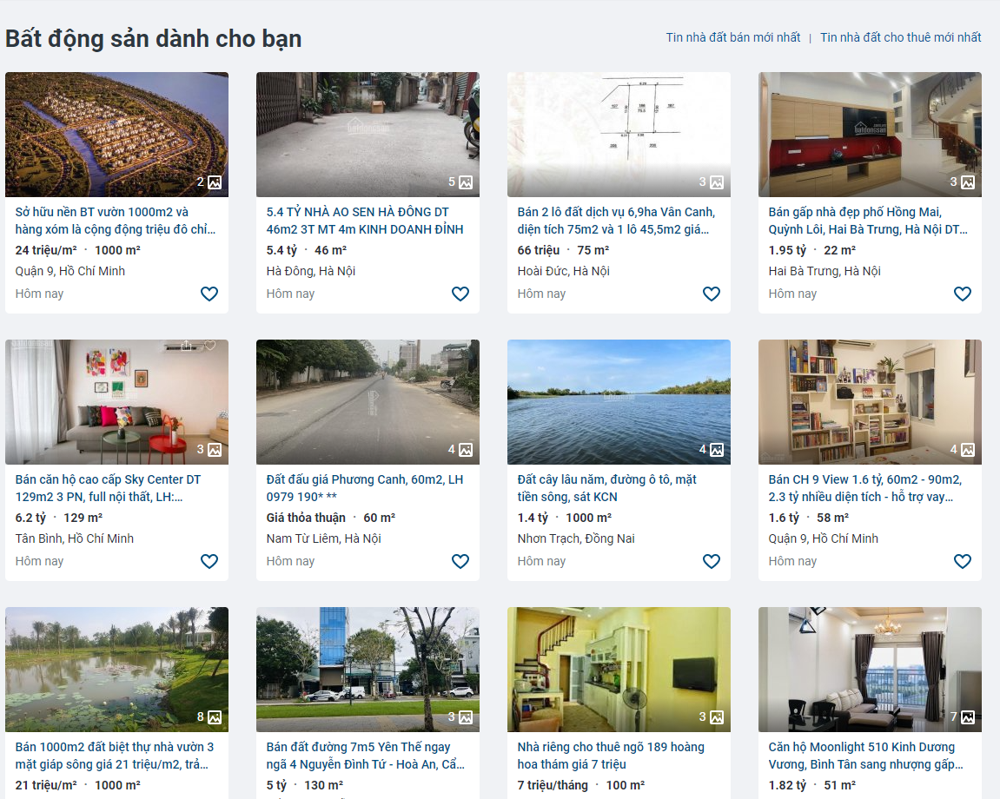 Bất động sản dành cho bạn
Tin nhà đất bán mới nhất | Tin nhà đất cho thuê mới nhất
2
5
3
3
Sở hữu nền BT vườn 1000m2 và
hàng xóm là cộng động triệu đô chỉ...
24 triệu/m² · 1000 m²
Quận 9, Hồ Chí Minh
Hôm nay
5.4 TỶ NHÀ AO SEN HÀ ĐÔNG DT
46m2 3T MT 4m KINH DOANH ĐỈNH
5.4 tỷ · 46 m²
Hà Đông, Hà Nội
Hôm nay
Bán 2 lô đất dịch vụ 6,9ha Vân Canh,
diện tích 75m2 và 1 lô 45,5m2 giá...
66 triệu · 75 m²
Hoài Đức, Hà Nội
Hôm nay
Bán gấp nhà đẹp phố Hồng Mai,
Quỳnh Lôi, Hai Bà Trưng, Hà Nội DT...
1.95 tỷ · 22 m²
Hai Bà Trưng, Hà Nội
Hôm nay
3
4
4
4
Bán căn hộ cao cấp Sky Center DT
129m2 3 PN, full nội thất, LH:...
6.2 tỷ · 129 m²
Tân Bình, Hồ Chí Minh
Hôm nay
Đất đấu giá Phương Canh, 60m2, LH
0979 190* **
Giá thỏa thuận · 60 m²
Nam Từ Liêm, Hà Nội
Hôm nay
Đất cây lâu năm, đường ô tô, mặt
tiền sông, sát KCN
1.4 tỷ · 1000 m²
Nhơn Trạch, Đồng Nai
Hôm nay
Bán CH 9 View 1.6 tỷ, 60m2 - 90m2,
2.3 tỷ nhiều diện tích - hỗ trợ vay...
1.6 tỷ · 58 m²
Quận 9, Hồ Chí Minh
Hôm nay
8
3
3
7
Bán 1000m2 đất biệt thự nhà vườn 3
mặt giáp sông giá 21 triệu/m2, trả...
21 triệu/m² · 1000 m²
Bán đất đường 7m5 Yên Thế ngay
ngã 4 Nguyễn Đình Tứ - Hoà An, Cẩ...
5 tỷ · 130 m²
Nhà riêng cho thuê ngõ 189 hoàng
hoa thám giá 7 triệu
7 triệu/tháng · 100 m²
Căn hộ Moonlight 510 Kinh Dương
Vương, Bình Tân sang nhượng gấp...
1.82 tỷ · 51 m²